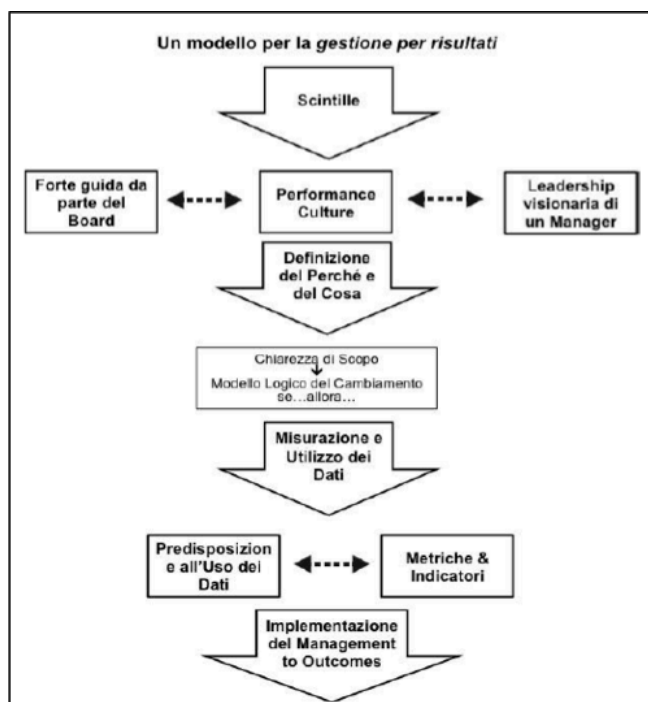 Un modello per la gestione per risultati
Scintille
Forte guida da
parte del
Board
Performance
Culture
Leadership
visionaria di
un Manager
Definizione
del Perché e
del Cosa
Chiarezza di Scopo
Modello Logico del Cambiamento
se...allora...
Misurazione e
Utilizzo dei
Dati
Predisposizion
e all'Uso dei
Dati
Metriche &
Indicatori
Implementazione
del Management
to Outcomes